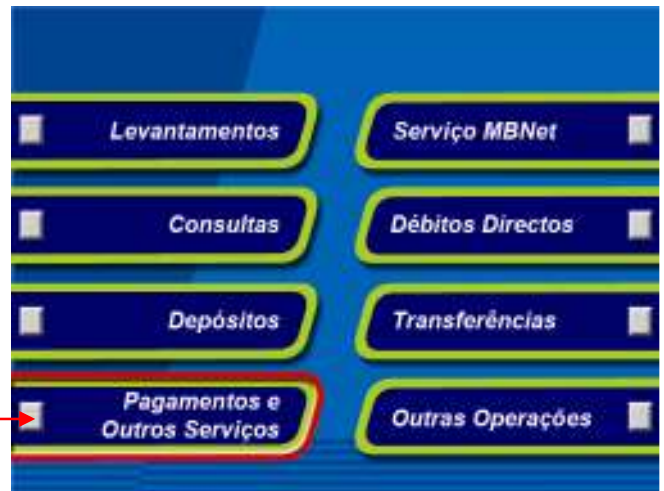 Levantamentos
Serviço MBNet
Consultas
Débitos Directos
Depósitos
Transferências
Pagamentos e
Outros Serviços
Outras Operações